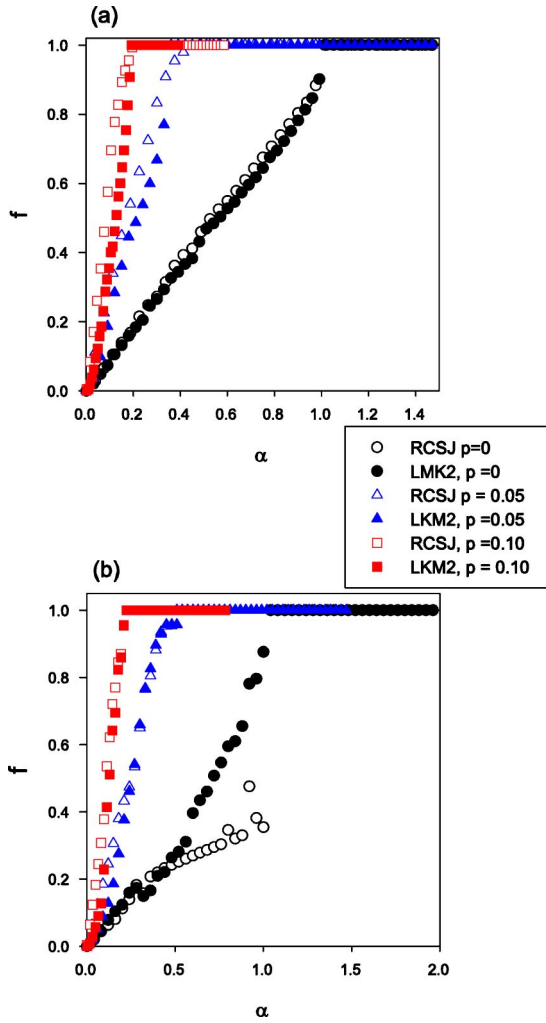 (a)
1.0
0.8
0.6
0.4
0.2
0.0
f
0.0 0.2 0.4 0.6 0.8 1.0 1.2 1.4
α
RCSJ p=0
LMK2, p =0
RCSJ p = 0.05
LKM2, p =0.05
RCSJ, p =0.10
LKM2, p = 0.10
(b)
1.0
0.8
0.6
0.4
0.2
0.0
f
0.0 0.5 1.0 1.5 2.0
α